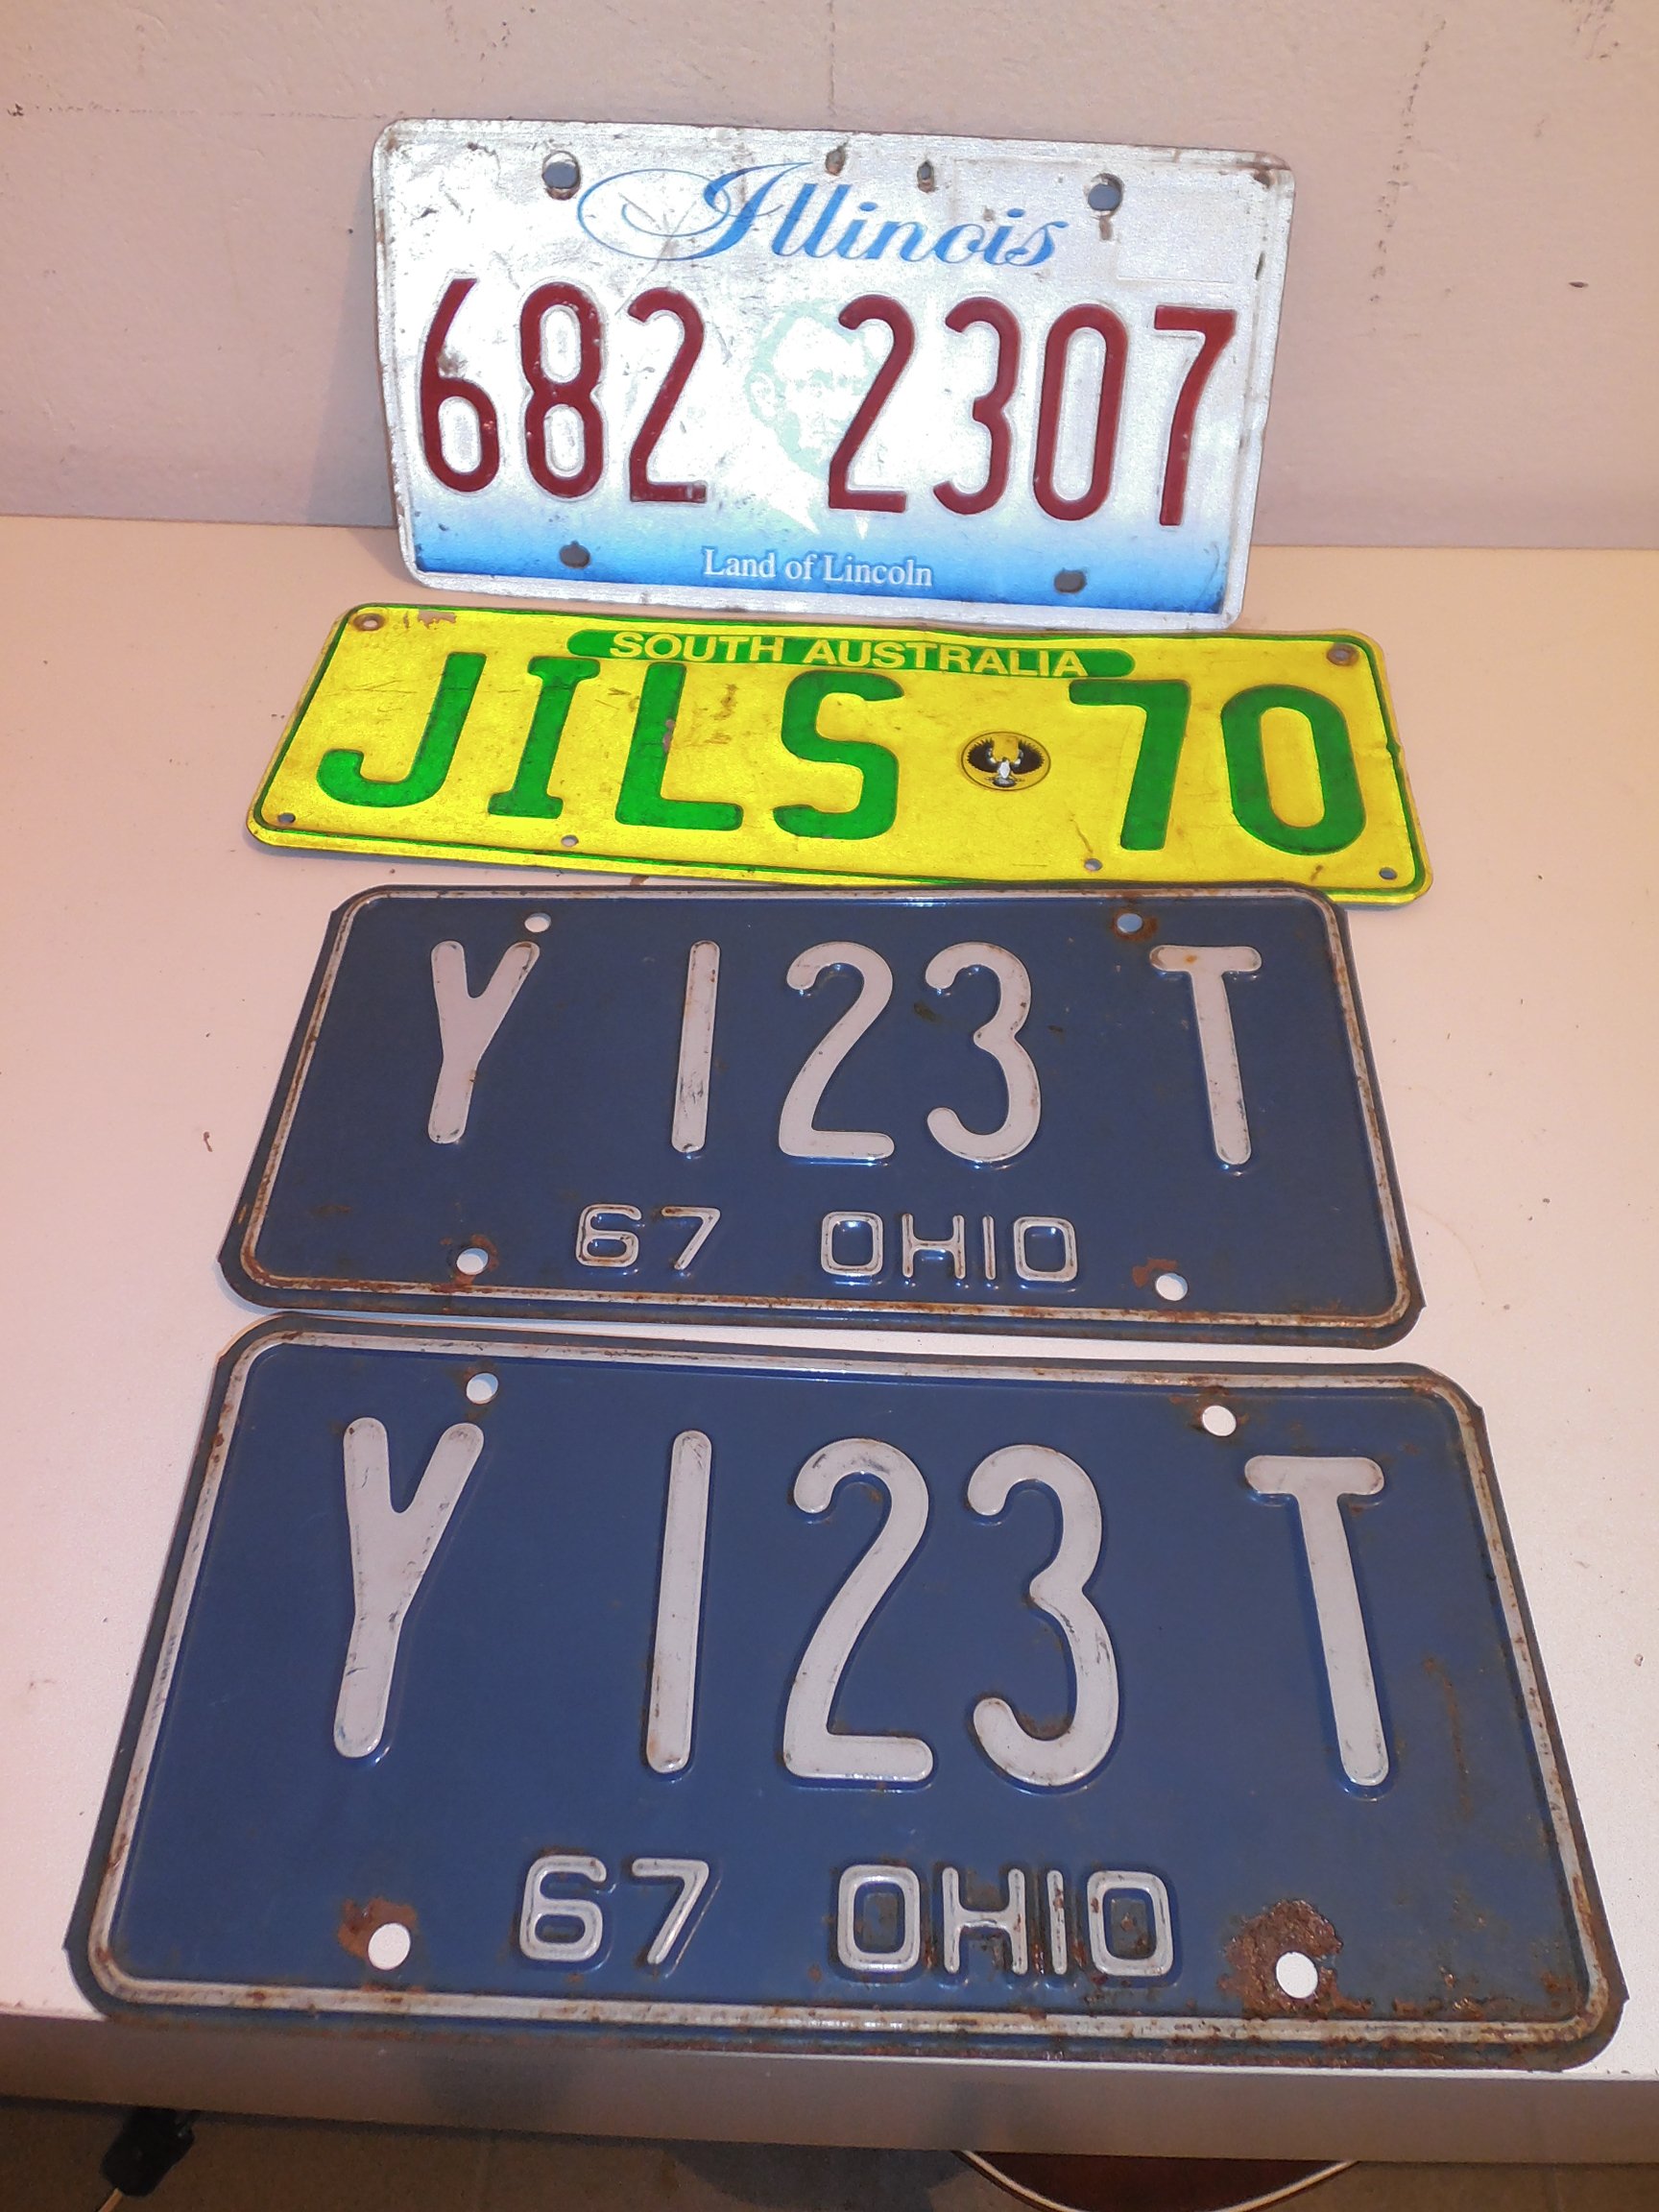 Illinois
682 2307
Land of Lincoln
SOUTH AUSTRALIA
JILS 70
Y 123 T
67 OHIO
Y 123 T
67 OHIO